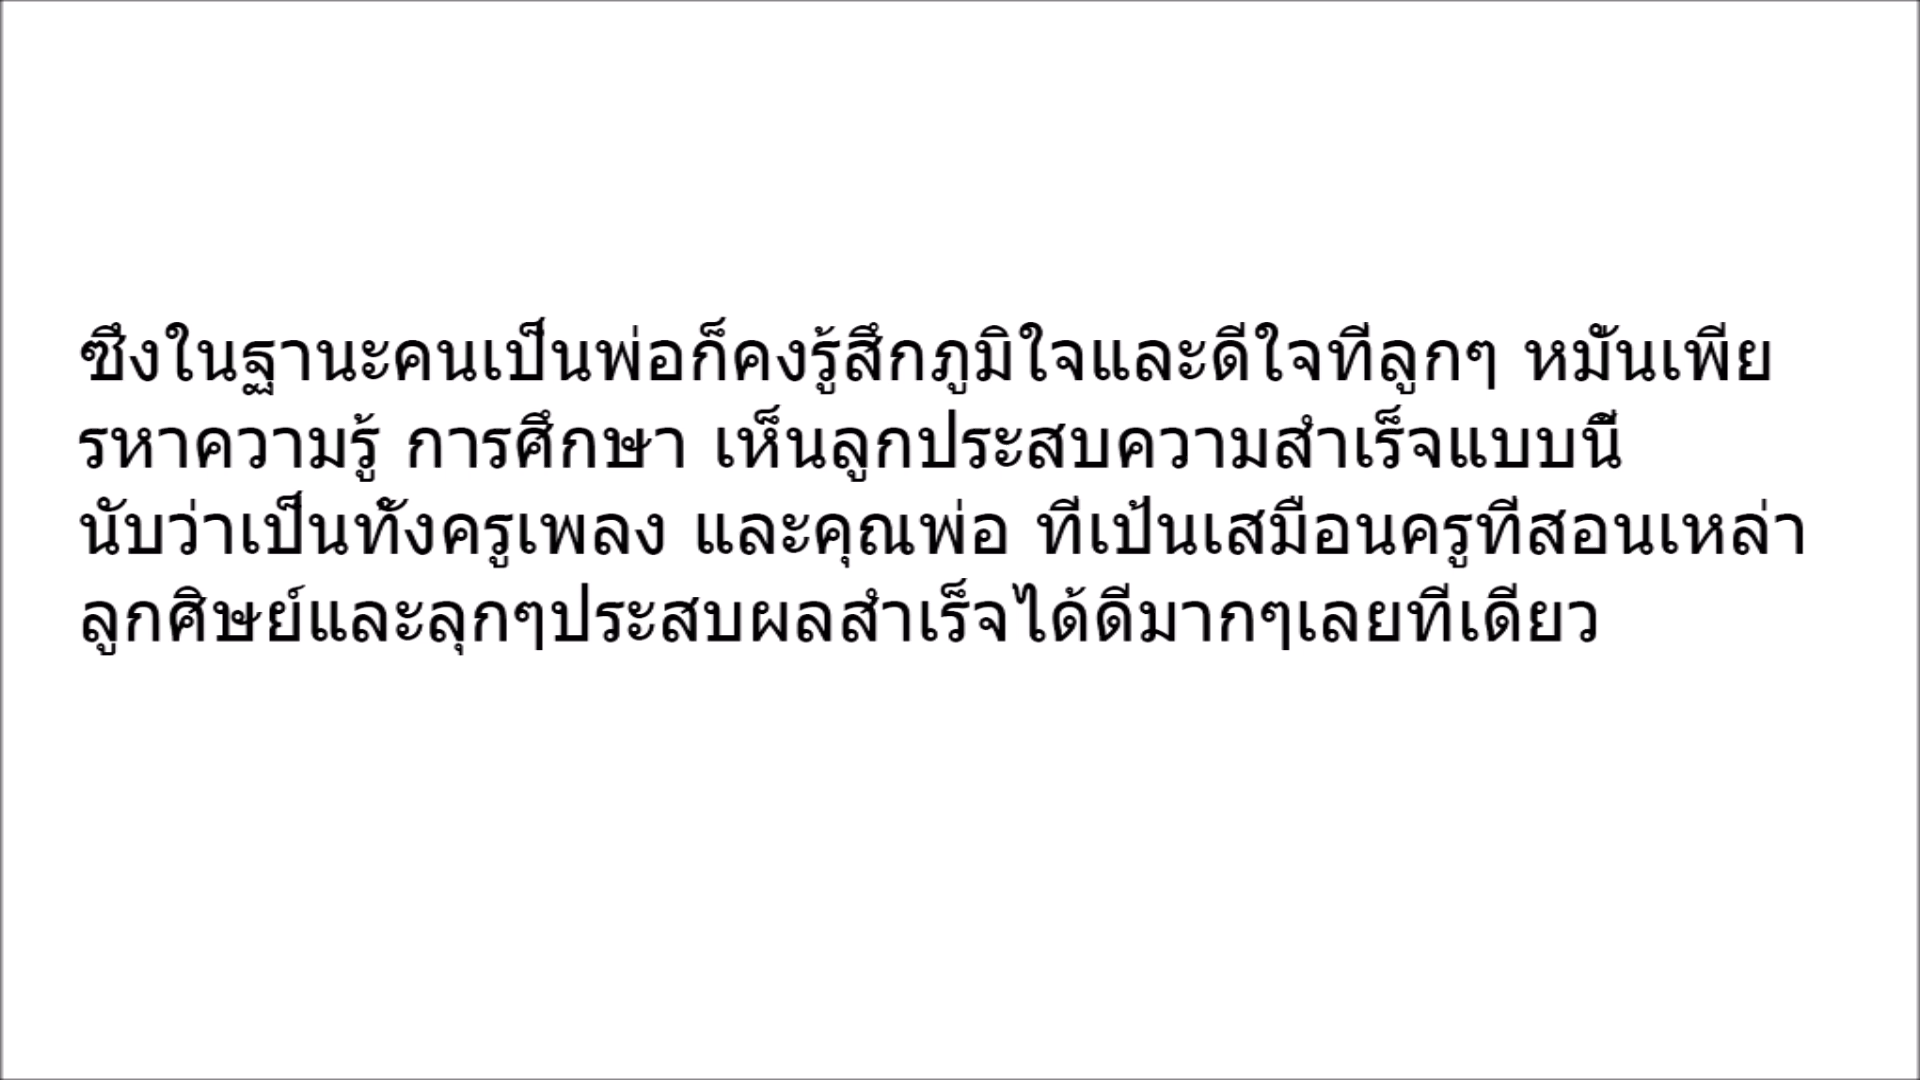 ซึ่งในฐานะคนเป็นพ่อก็คงรู้สึกภูมิใจและดีใจที่ลูกๆ หมั่นเพีย
รหาความรู้ การศึกษา เห็นลูกประสบความสำเร็จแบบนี้
นับว่าเป็นทั้งครูเพลง และคุณพ่อ ที่เป้นเสมือนครูที่สอนเหล่า
ลูกศิษย์และลุกๆประสบผลสำเร็จได้ดีมากๆเลยทีเดียว